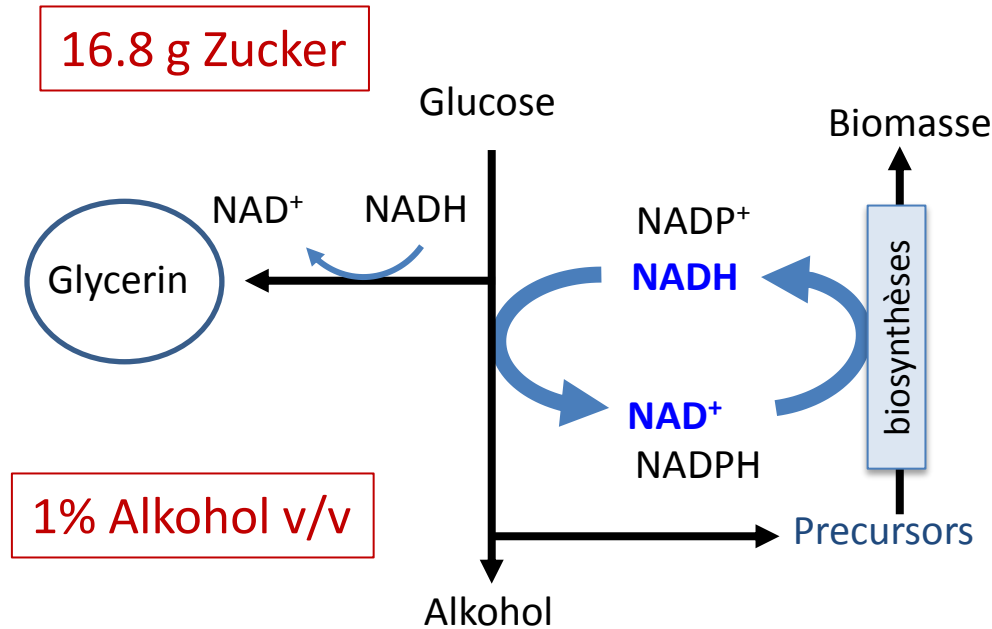 16.8 g Zucker
Glucose
Biomasse
NAD⁺
NADH
NADP⁺
Glycerin
NADH
biosynthèses
NAD⁺
NADPH
1% Alkohol v/v
Precursors
Alkohol